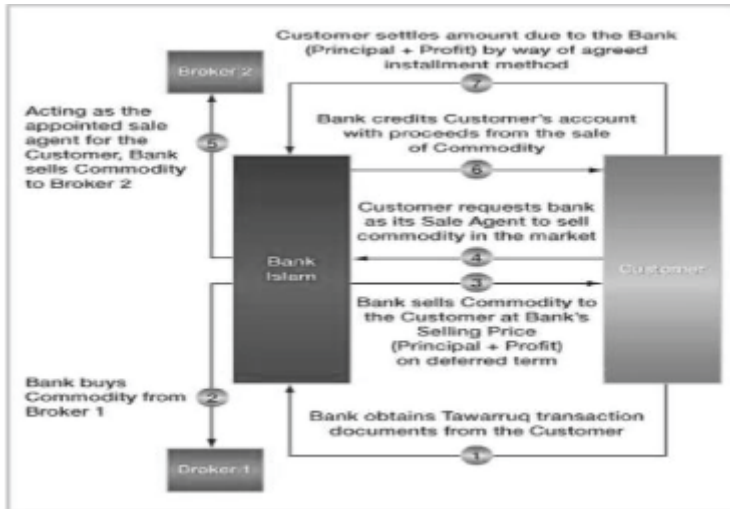 Customer settles amount due to the Bank
(Principal + Profit) by way of agreed
installment method
7
Broker 2
Acting as the
appointed sale
agent for the
Customer, Bank
sells Commodity
to Broker 2
5
Bank credits Customer's account
with proceeds from the sale
of Commodity
6
Customer requests bank
as its Sale Agent to sell
commodity in the market
4
Bank
Islam
Customer
3
Bank sells Commodity to
the Customer at Bank's
Selling Price
(Principal + Profit)
on deferred term
Bank buys
Commodity from
Broker 1
2
Bank obtains Tawarruq transaction
documents from the Customer
1
Broker 1